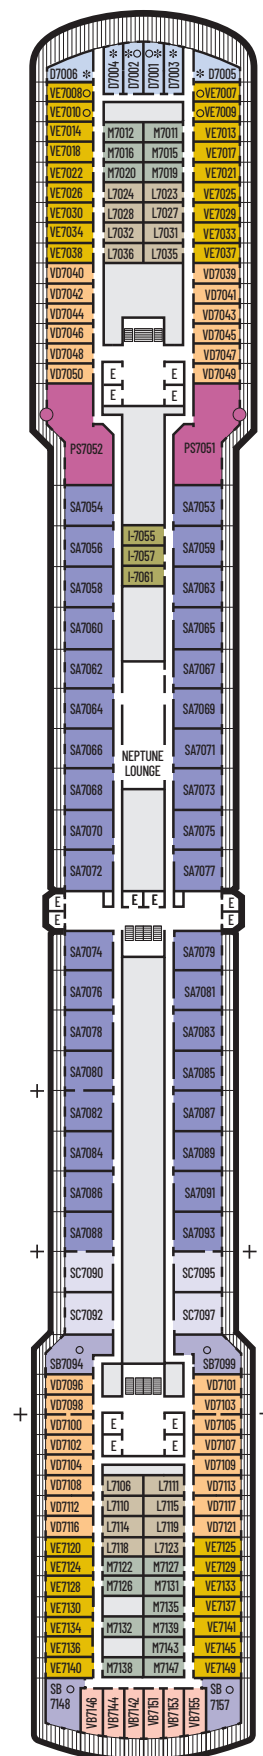 D7006 * D7004 * D7002 *O D7001 O* D7003 * * D7005
VE7008O OVE7007
VE7010O OVE7009
VE7014 M7012 M7011 VE7013
VE7018 M7016 M7015 VE7017
VE7022 M7020 M7019 VE7021
VE7026 L7024 L7023 VE7025
VE7030 L7028 L7027 VE7029
VE7034 L7032 L7031 VE7033
VE7038 L7036 L7035 VE7037
VD7040 VD7039
VD7042 VD7041
VD7044 VD7043
VD7046 VD7045
VD7048 VD7047
VD7050 E E VD7049
E E
PS7052 PS7051
SA7054 SA7053
I-7055
SA7056 I-7057 SA7059
I-7061
SA7058 SA7063
SA7060 SA7065
SA7062 SA7067
SA7064 SA7069
SA7066 SA7071
NEPTUNE
LOUNGE
SA7068 SA7073
SA7070 SA7075
SA7072 SA7077
E E E E
E E
SA7074 SA7079
SA7076 SA7081
SA7078 SA7083
SA7080 SA7085
SA7082 SA7087
SA7084 SA7089
SA7086 SA7091
SA7088 SA7093
SC7090 SC7095
SC7092 SC7097
SB7094 SB7099
VD7096 VD7101
VD7098 VD7103
VD7100 E E VD7105
VD7102 E E VD7107
VD7104 VD7109
VD7108 L7106 L7111 VD7113
VD7112 L7110 L7115 VD7117
VD7116 L7114 L7119 VD7121
VE7120 L7118 L7123 VE7125
VE7124 M7122 M7127 VE7129
VE7128 M7126 M7131 VE7133
VE7130 M7135 VE7137
VE7134 M7132 M7139 VE7141
VE7136 M7143 VE7145
VE7140 M7138 M7147 VE7149
SB O
7148
VB7146 VB7144 VB7142 VB7151 VB7153 VB7155
SB O
7157